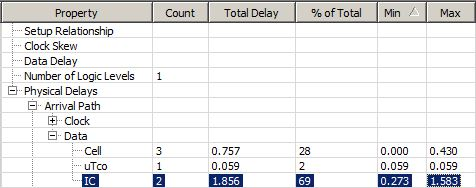 Property Count Total Delay % of Total Min Max
Setup Relationship
Clock Skew
Data Delay
Number of Logic Levels 1
Physical Delays
Arrival Path
Clock
Data
Cell 3 0.757 28 0.000 0.430
uTco 1 0.059 2 0.059 0.059
IC 2 1.856 69 0.273 1.583